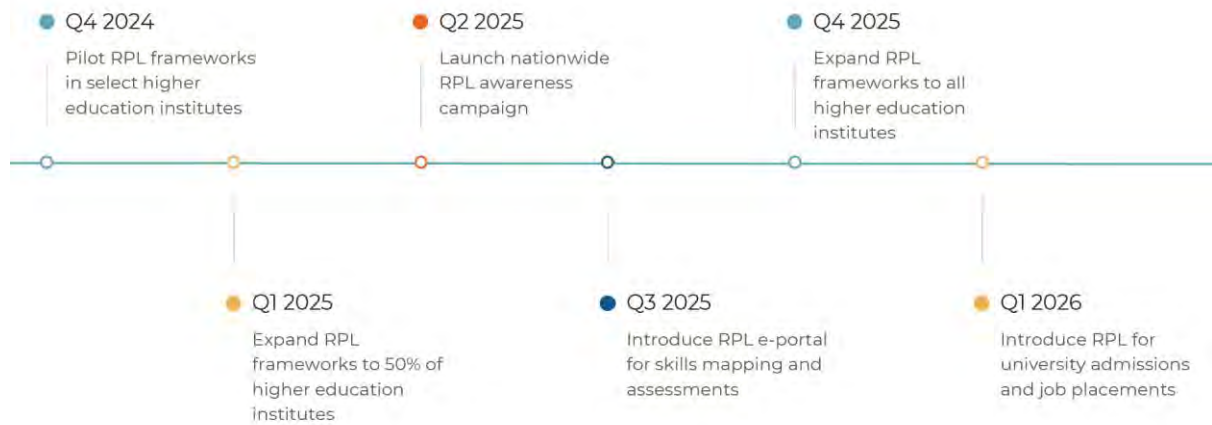 Q4 2024
Pilot RPL frameworks
in select higher
education institutes
Q2 2025
Launch nationwide
RPL awareness
campaign
Q4 2025
Expand RPL
frameworks to all
higher education
institutes
Q1 2025
Expand RPL
frameworks to 50% of
higher education
institutes
Q3 2025
Introduce RPL e-portal
for skills mapping and
assessments
Q1 2026
Introduce RPL for
university admissions
and job placements